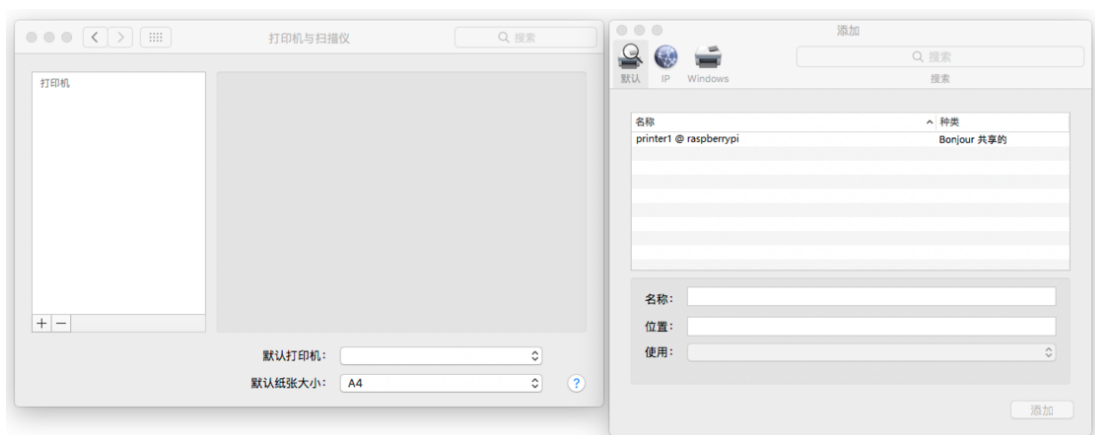 打印机与扫描仪
搜索
打印机
+ −
默认打印机：
默认纸张大小： A4
?
添加
搜索
默认 IP Windows 搜索
名称 种类
printer1 @ raspberrypi Bonjour 共享的
名称：
位置：
使用：
添加